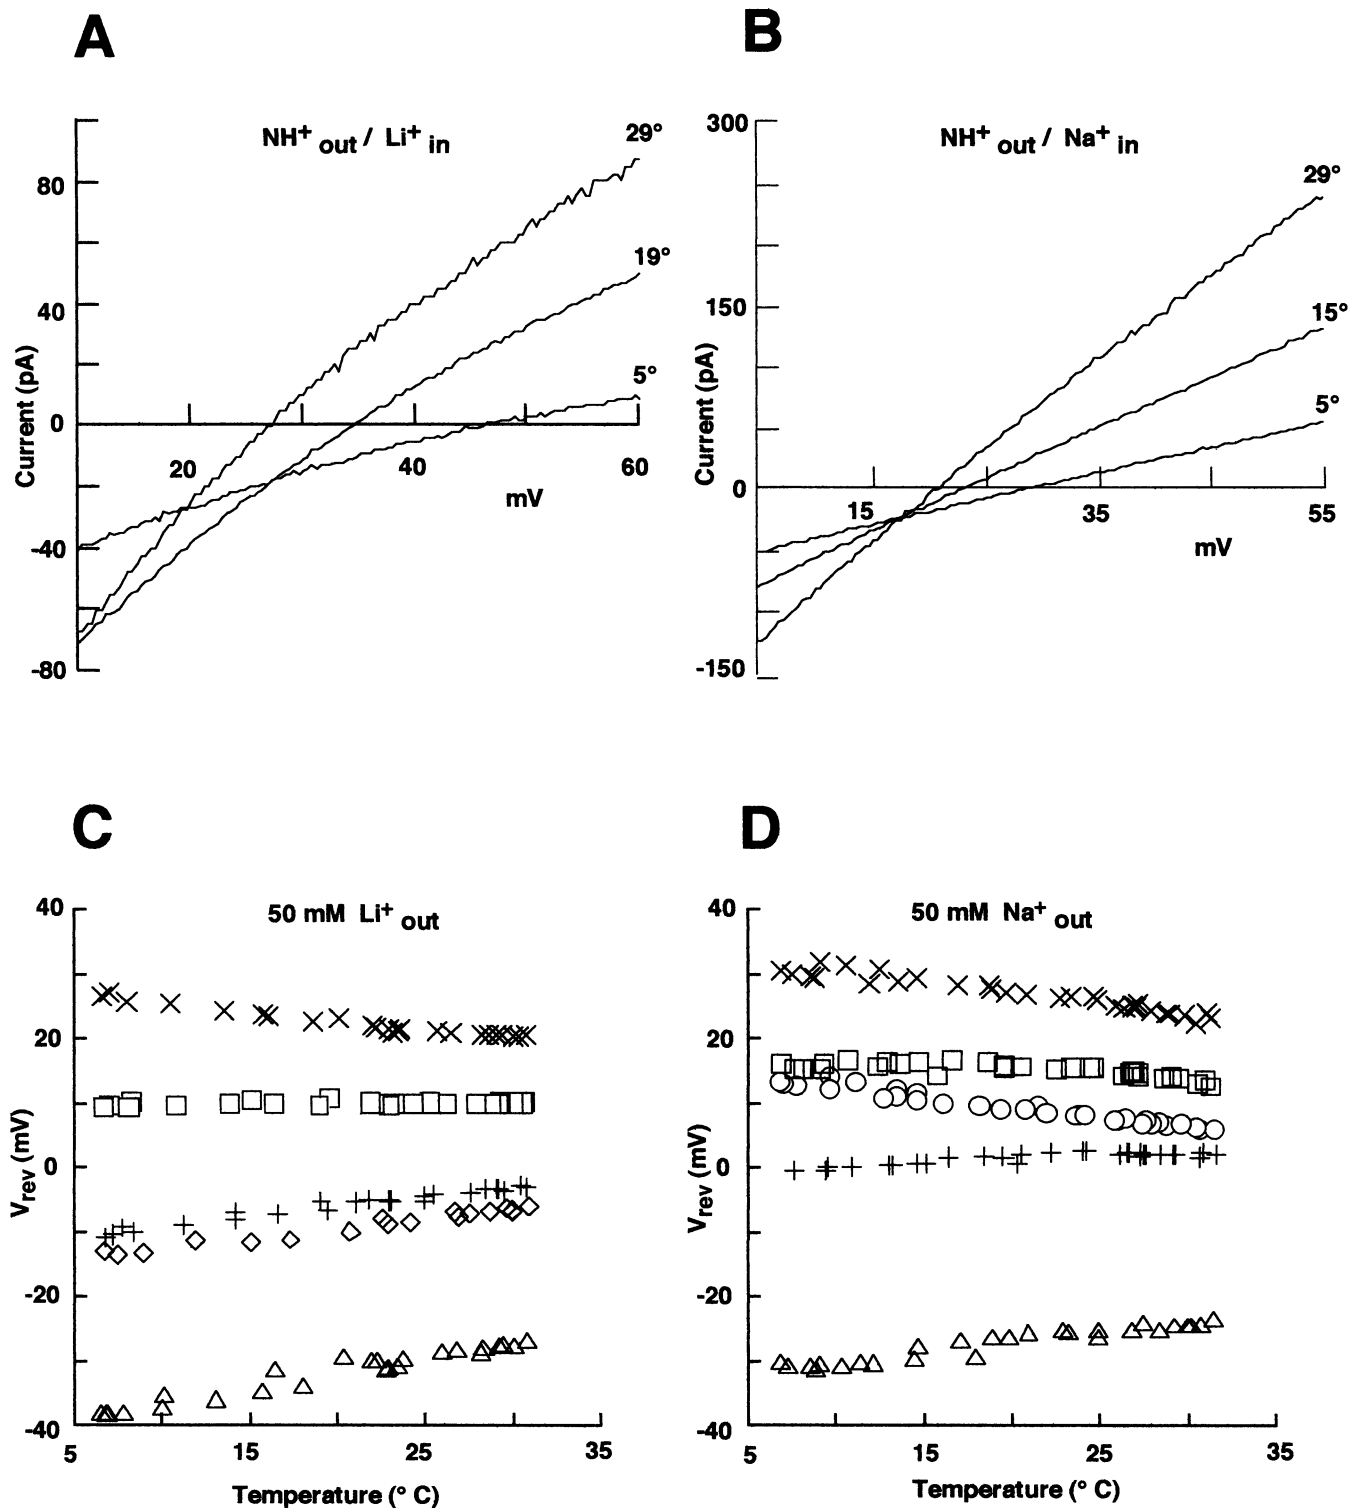 A
NH+ out / Li+ in
29°
80
19°
40
5°
0
20
40
60
mV
-40
-80
Current (pA)
B
300
NH+ out / Na+ in
29°
150
15°
5°
0
15
35
55
mV
-150
Current (pA)
C
40
50 mM Li+ out
20
0
-20
-40
5
15
25
35
Vrev (mV)
Temperature (° C)
D
40
50 mM Na+ out
20
0
-20
-40
5
15
25
35
Vrev (mV)
Temperature (° C)